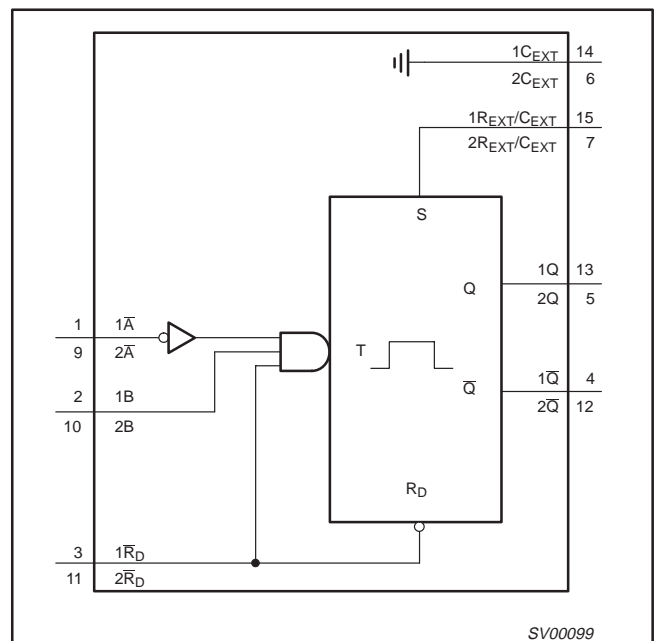 1C_EXT 14
2C_EXT 6
1R_EXT/C_EXT 15
2R_EXT/C_EXT 7
S
1Q 13
Q
2Q 5
1 1A̅
9 2A̅
T
2 1B
10 2B
Q̅
1Q̅ 4
2Q̅ 12
R_D
3 1R̅_D
11 2R̅_D
SV00099